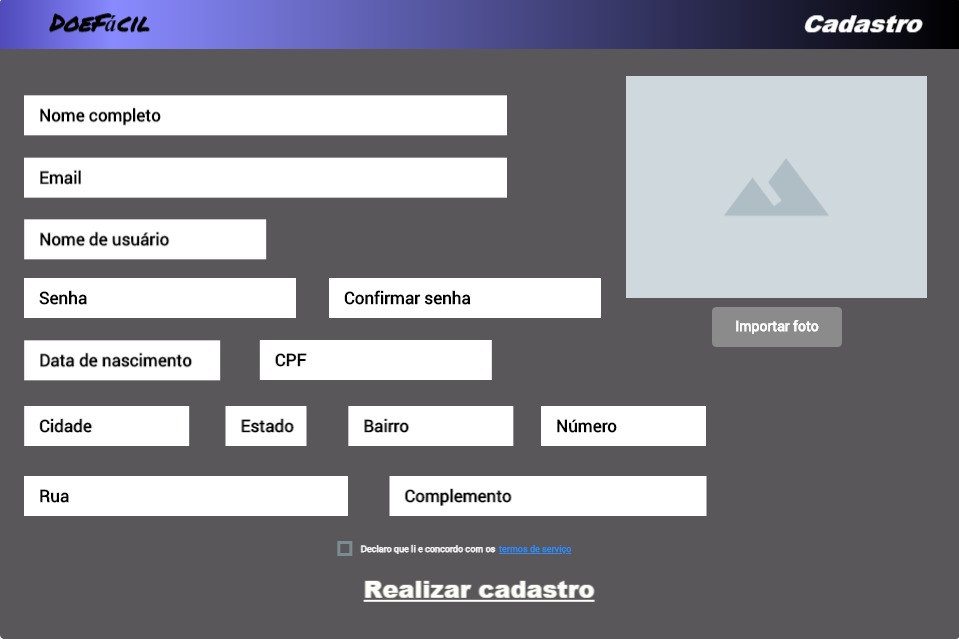 DoeFácil
Cadastro
Nome completo
Email
Nome de usuário
Senha
Confirmar senha
Importar foto
Data de nascimento
CPF
Cidade
Estado
Bairro
Número
Rua
Complemento
Declaro que li e concordo com os termos de serviço
Realizar cadastro